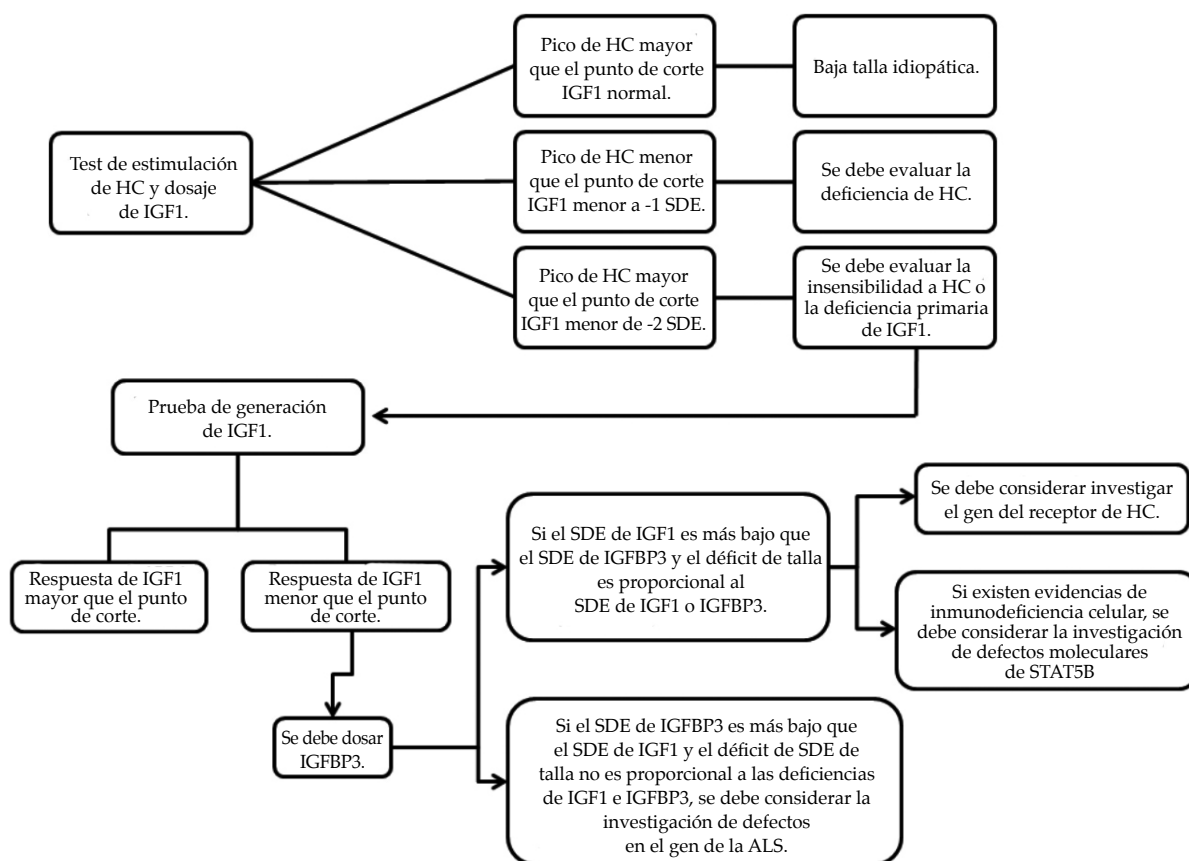 Pico de HC mayor
que el punto de corte
IGF1 normal.
Baja talla idiopática.
Test de estimulación
de HC y dosaje
de IGF1.
Pico de HC menor
que el punto de corte
IGF1 menor a -1 SDE.
Se debe evaluar la
deficiencia de HC.
Pico de HC mayor
que el punto de corte
IGF1 menor de -2 SDE.
Se debe evaluar la
insensibilidad a HC o
la deficiencia primaria
de IGF1.
Prueba de generación
de IGF1.
Respuesta de IGF1
mayor que el punto
de corte.
Respuesta de IGF1
menor que el punto
de corte.
Se debe dosar
IGFBP3.
Si el SDE de IGF1 es más bajo que
el SDE de IGFBP3 y el déficit de talla
es proporcional al
SDE de IGF1 o IGFBP3.
Se debe considerar investigar
el gen del receptor de HC.
Si existen evidencias de
inmunodeficiencia celular, se
debe considerar la investigación
de defectos moleculares
de STAT5B
Si el SDE de IGFBP3 es más bajo que
el SDE de IGF1 y el déficit de SDE de
talla no es proporcional a las deficiencias
de IGF1 e IGFBP3, se debe considerar la
investigación de defectos
en el gen de la ALS.